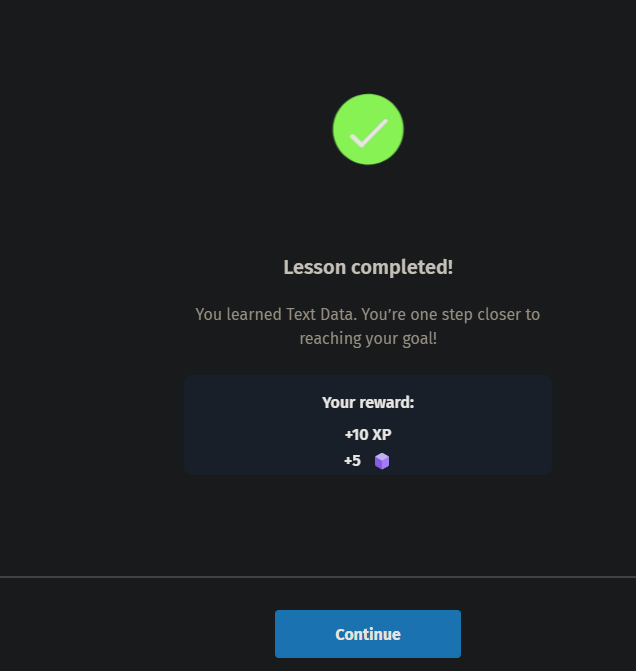 Lesson completed!
You learned Text Data. You’re one step closer to
reaching your goal!
Your reward:
+10 XP
+5
Continue